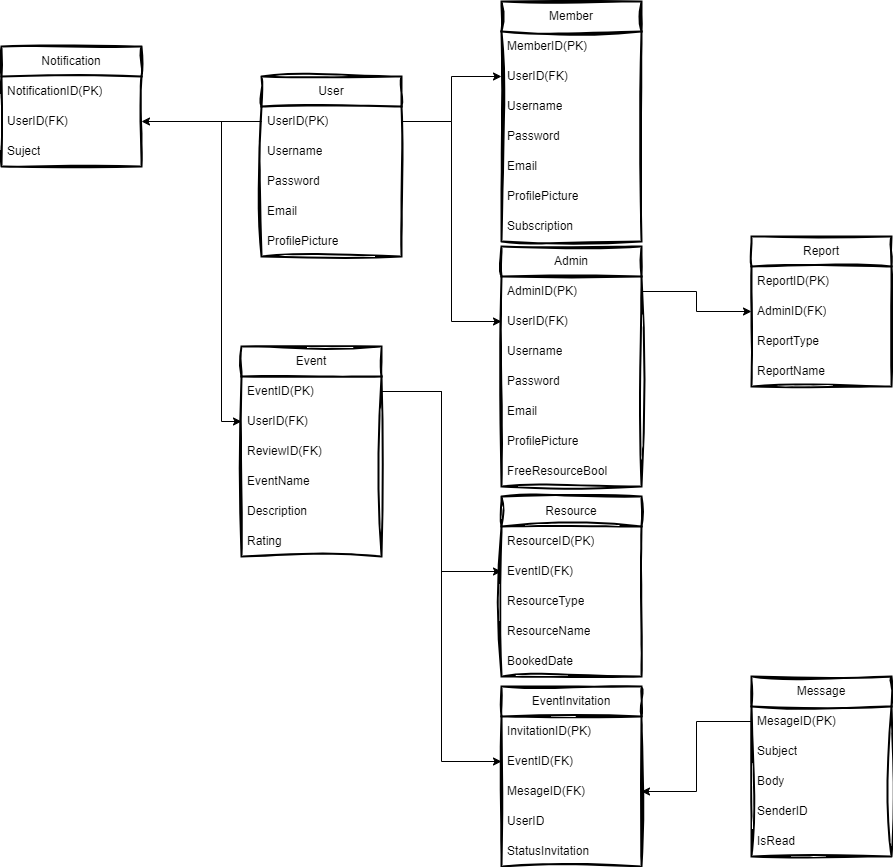 Notification
NotificationID(PK)
UserID(FK)
Suject
User
UserID(PK)
Username
Password
Email
ProfilePicture
Member
MemberID(PK)
UserID(FK)
Username
Password
Email
ProfilePicture
Subscription
Admin
AdminID(PK)
UserID(FK)
Username
Password
Email
ProfilePicture
FreeResourceBool
Report
ReportID(PK)
AdminID(FK)
ReportType
ReportName
Event
EventID(PK)
UserID(FK)
ReviewID(FK)
EventName
Description
Rating
Resource
ResourceID(PK)
EventID(FK)
ResourceType
ResourceName
BookedDate
EventInvitation
InvitationID(PK)
EventID(FK)
MesageID(FK)
UserID
StatusInvitation
Message
MesageID(PK)
Subject
Body
SenderID
IsRead